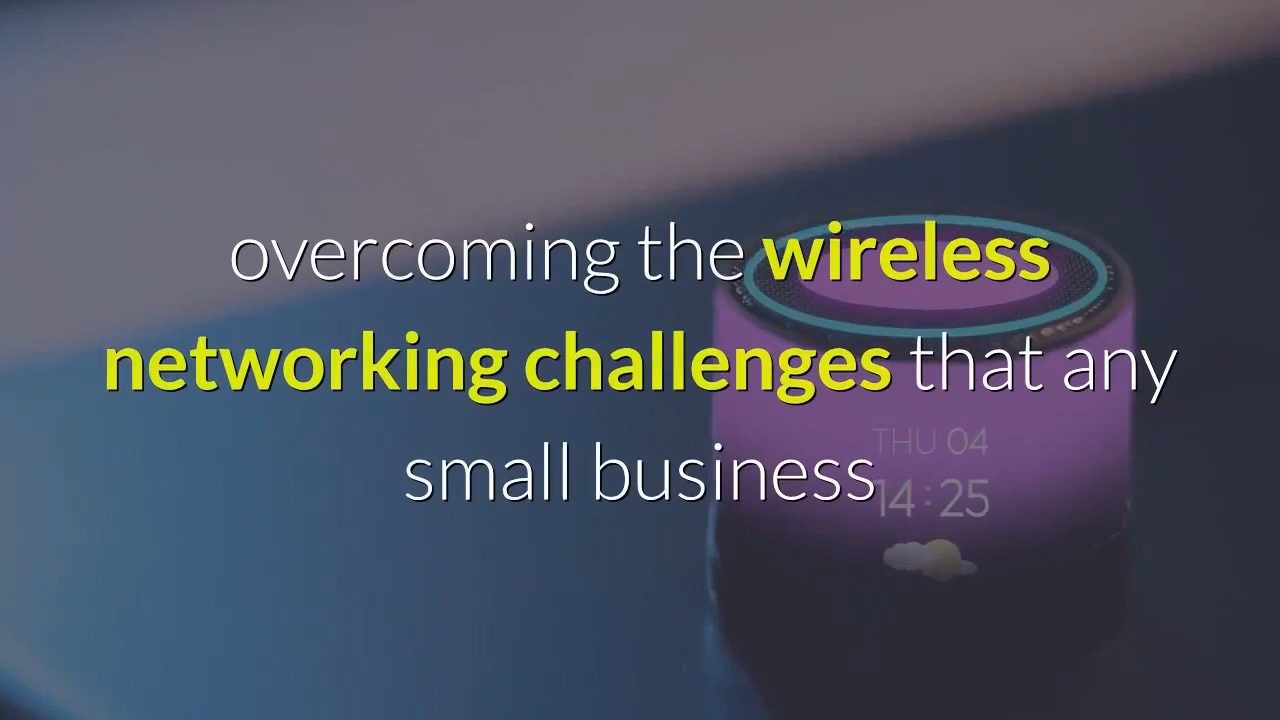 overcoming the wireless
networking challenges that any
small business
THU 04
14:25